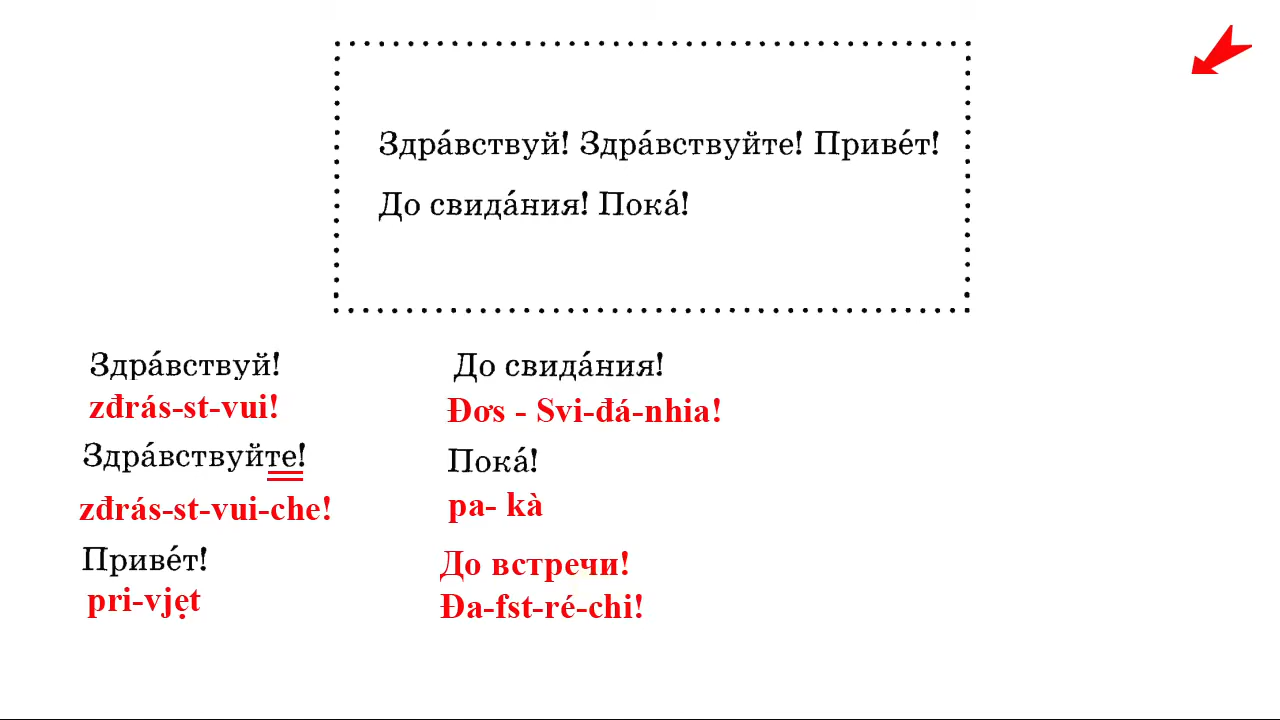 Здра́вствуй! Здра́вствуйте! Приве́т!
До свида́ния! Пока́!
Здра́вствуй!
zđrás-st-vui!
Здра́вствуйте!
zđrás-st-vui-che!
Приве́т!
pri-vjẹt
До свида́ния!
Đơs - Svi-đá-nhia!
Пока́!
pa- kà
До встречи!
Đa-fst-ré-chi!